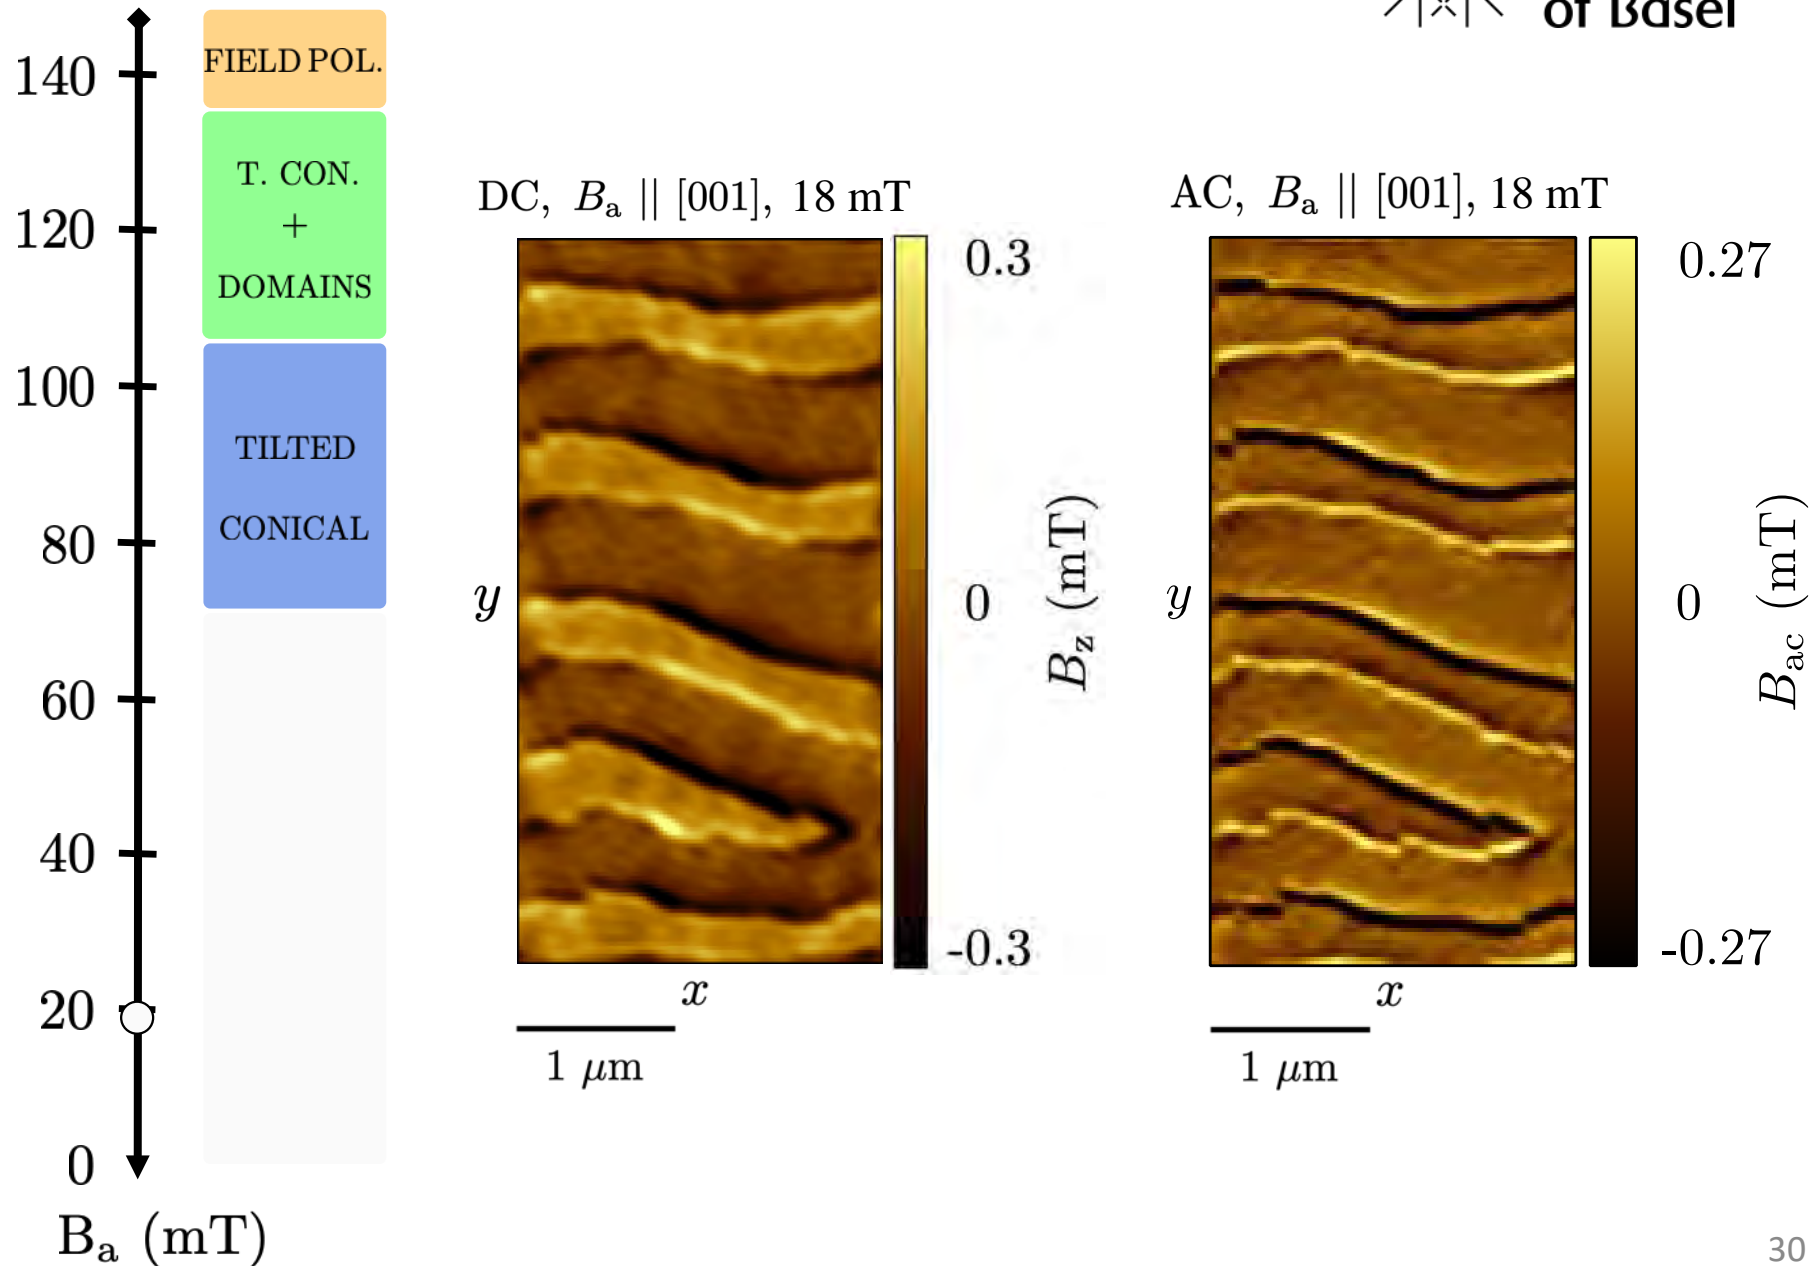 of Basel
140
120
100
80
60
40
20
0
Bₐ (mT)
FIELD POL.
T. CON.
+
DOMAINS
TILTED
CONICAL
DC, Bₐ || [001], 18 mT
y
x
1 μm
0.3
0
-0.3
B_z (mT)
AC, Bₐ || [001], 18 mT
y
x
1 μm
0.27
0
-0.27
B_ac (mT)
30